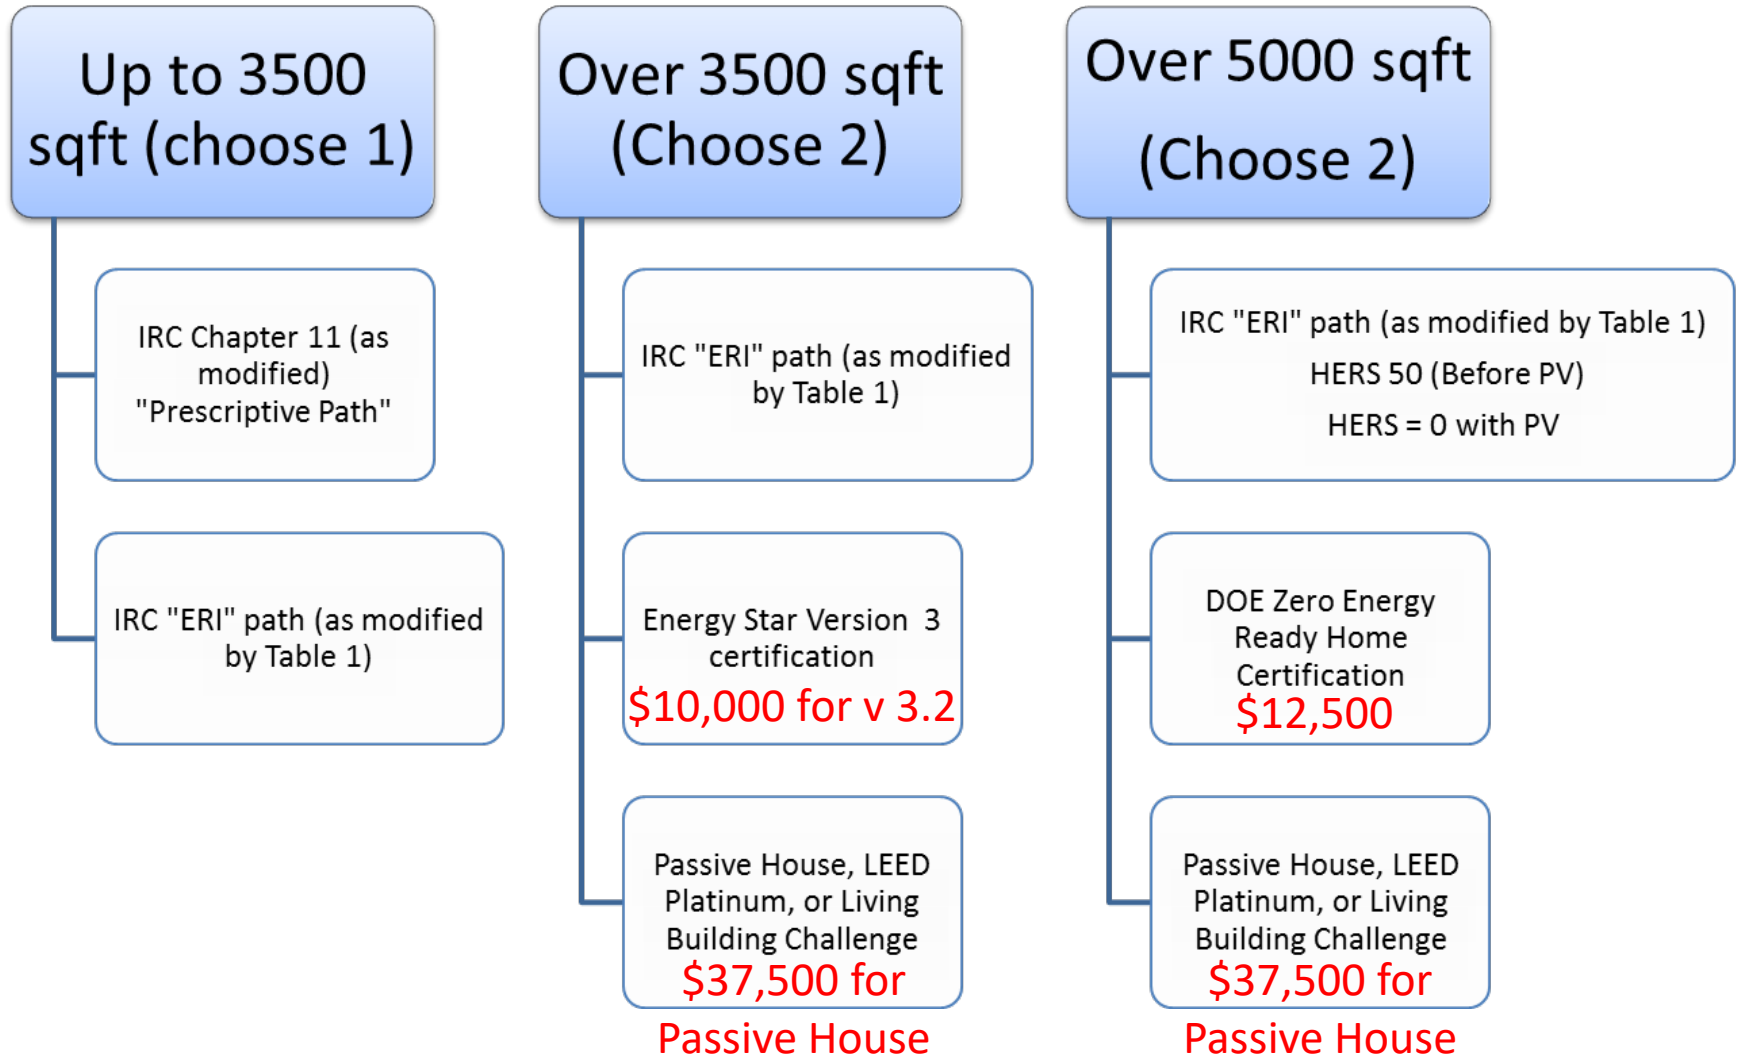 Up to 3500
sqft (choose 1)
IRC Chapter 11 (as
modified)
"Prescriptive Path"
IRC "ERI" path (as modified
by Table 1)
Over 3500 sqft
(Choose 2)
IRC "ERI" path (as modified
by Table 1)
Energy Star Version  3
certification
$10,000 for v 3.2
Passive House, LEED
Platinum, or Living
Building Challenge
$37,500 for
Passive House
Over 5000 sqft
(Choose 2)
IRC "ERI" path (as modified by Table 1)
HERS 50 (Before PV)
HERS = 0 with PV
DOE Zero Energy
Ready Home
Certification
$12,500
Passive House, LEED
Platinum, or Living
Building Challenge
$37,500 for
Passive House